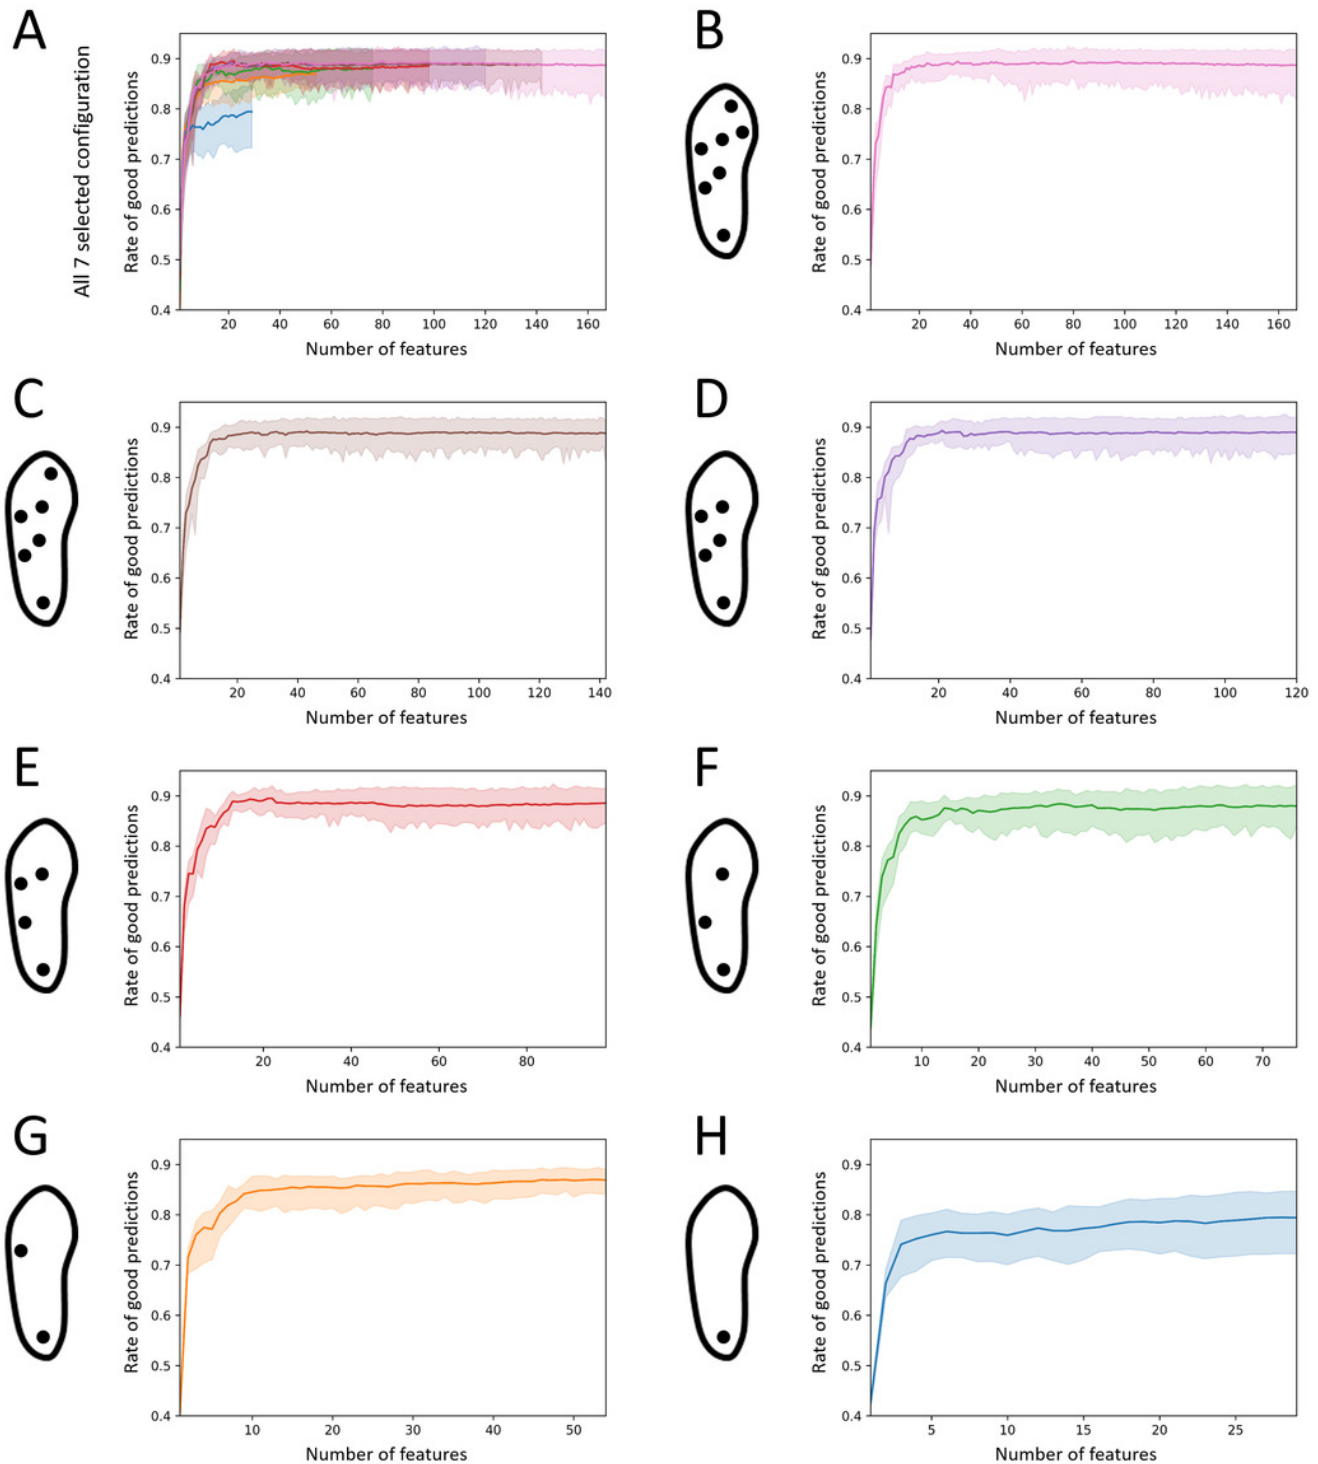 A
All 7 selected configuration
Rate of good predictions
0.9
0.8
0.7
0.6
0.5
0.4
20 40 60 80 100 120 140 160
Number of features
B
Rate of good predictions
0.9
0.8
0.7
0.6
0.5
0.4
20 40 60 80 100 120 140 160
Number of features
C
Rate of good predictions
0.9
0.8
0.7
0.6
0.5
0.4
20 40 60 80 100 120 140
Number of features
D
Rate of good predictions
0.9
0.8
0.7
0.6
0.5
0.4
20 40 60 80 100 120
Number of features
E
Rate of good predictions
0.9
0.8
0.7
0.6
0.5
0.4
20 40 60 80
Number of features
F
Rate of good predictions
0.9
0.8
0.7
0.6
0.5
0.4
10 20 30 40 50 60 70
Number of features
G
Rate of good predictions
0.9
0.8
0.7
0.6
0.5
0.4
10 20 30 40 50
Number of features
H
Rate of good predictions
0.9
0.8
0.7
0.6
0.5
0.4
5 10 15 20 25
Number of features